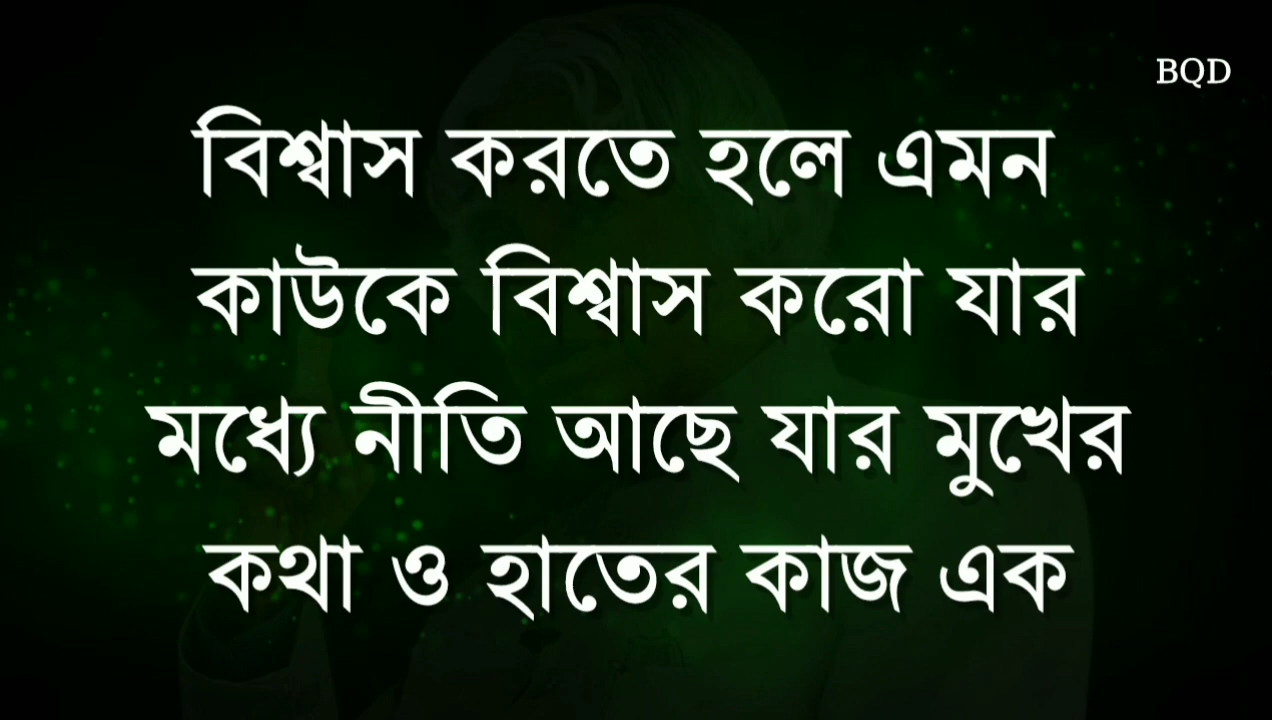 BQD
বিশ্বাস করতে হলে এমন
কাউকে বিশ্বাস করো যার
মধ্যে নীতি আছে যার মুখের
কথা ও হাতের কাজ এক